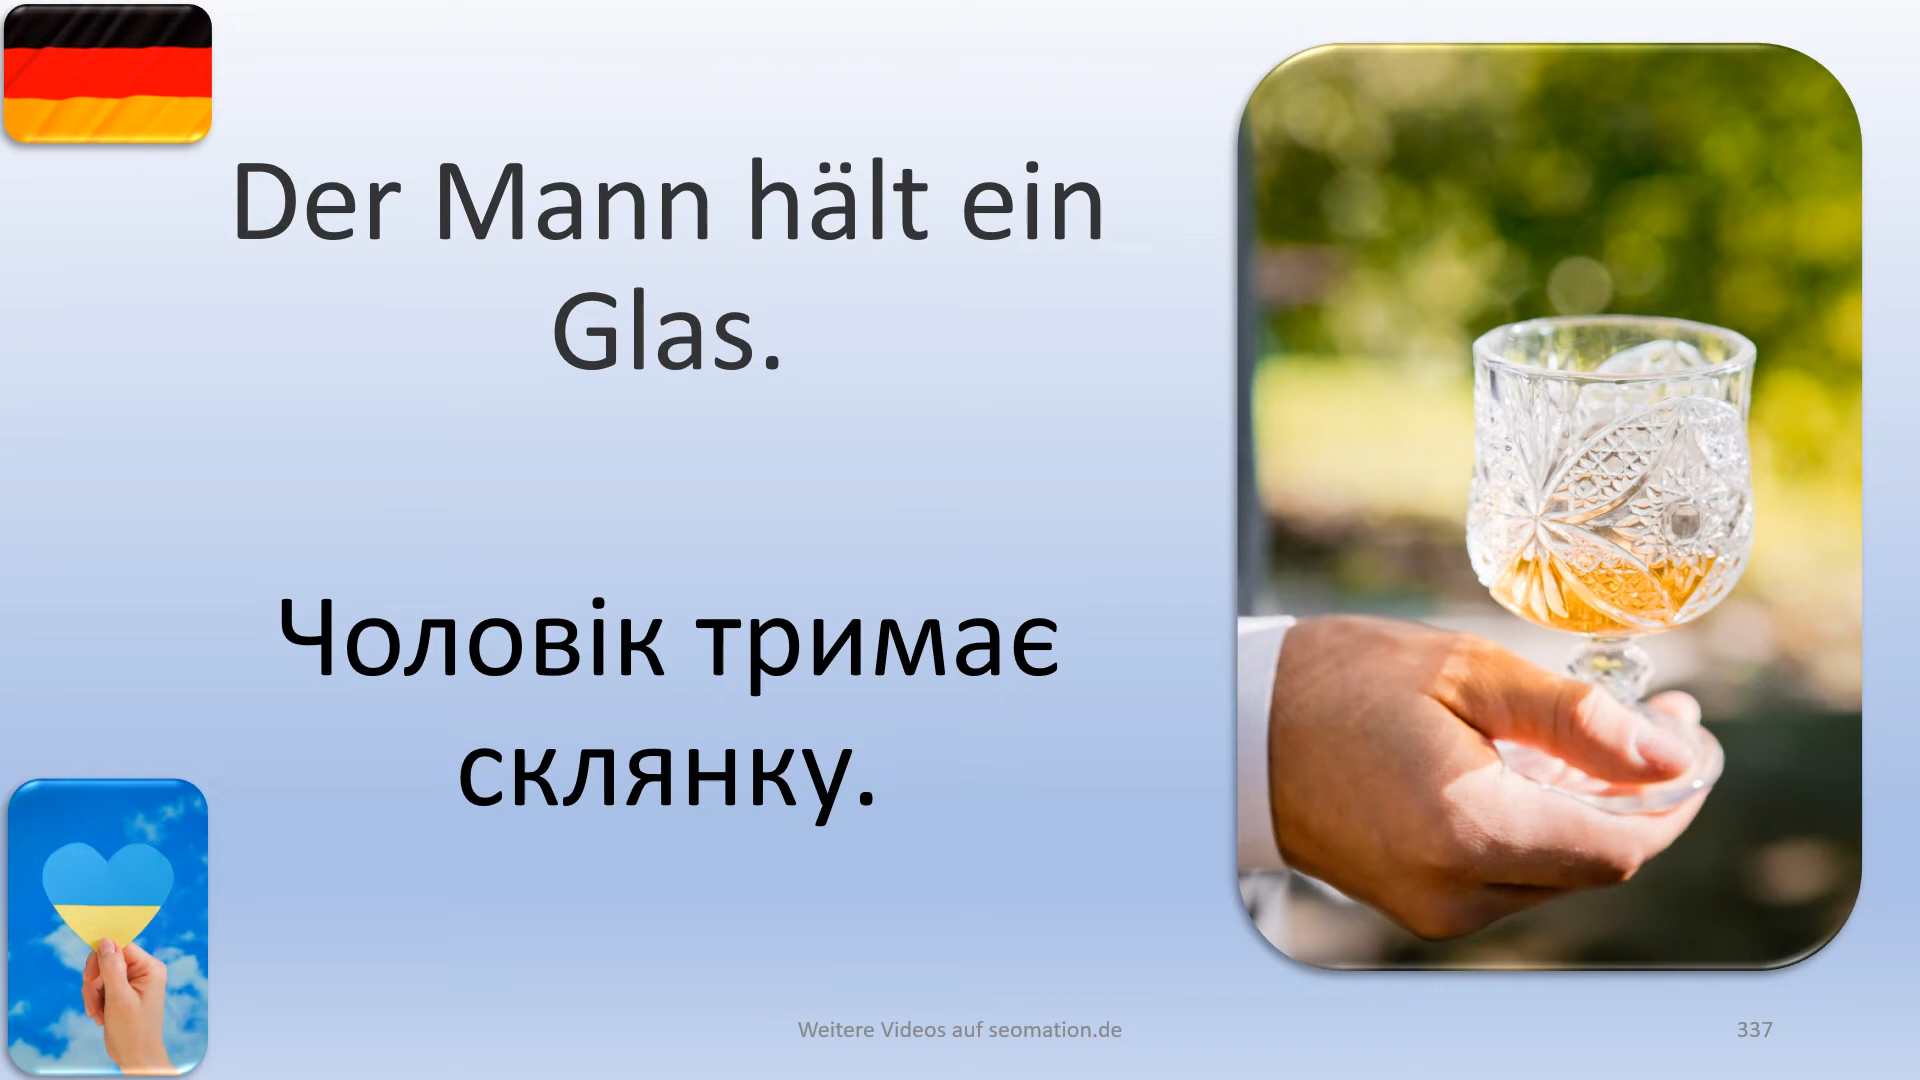 Der Mann hält ein
Glas.
Чоловік тримає
склянку.
Weitere Videos auf seomation.de
337